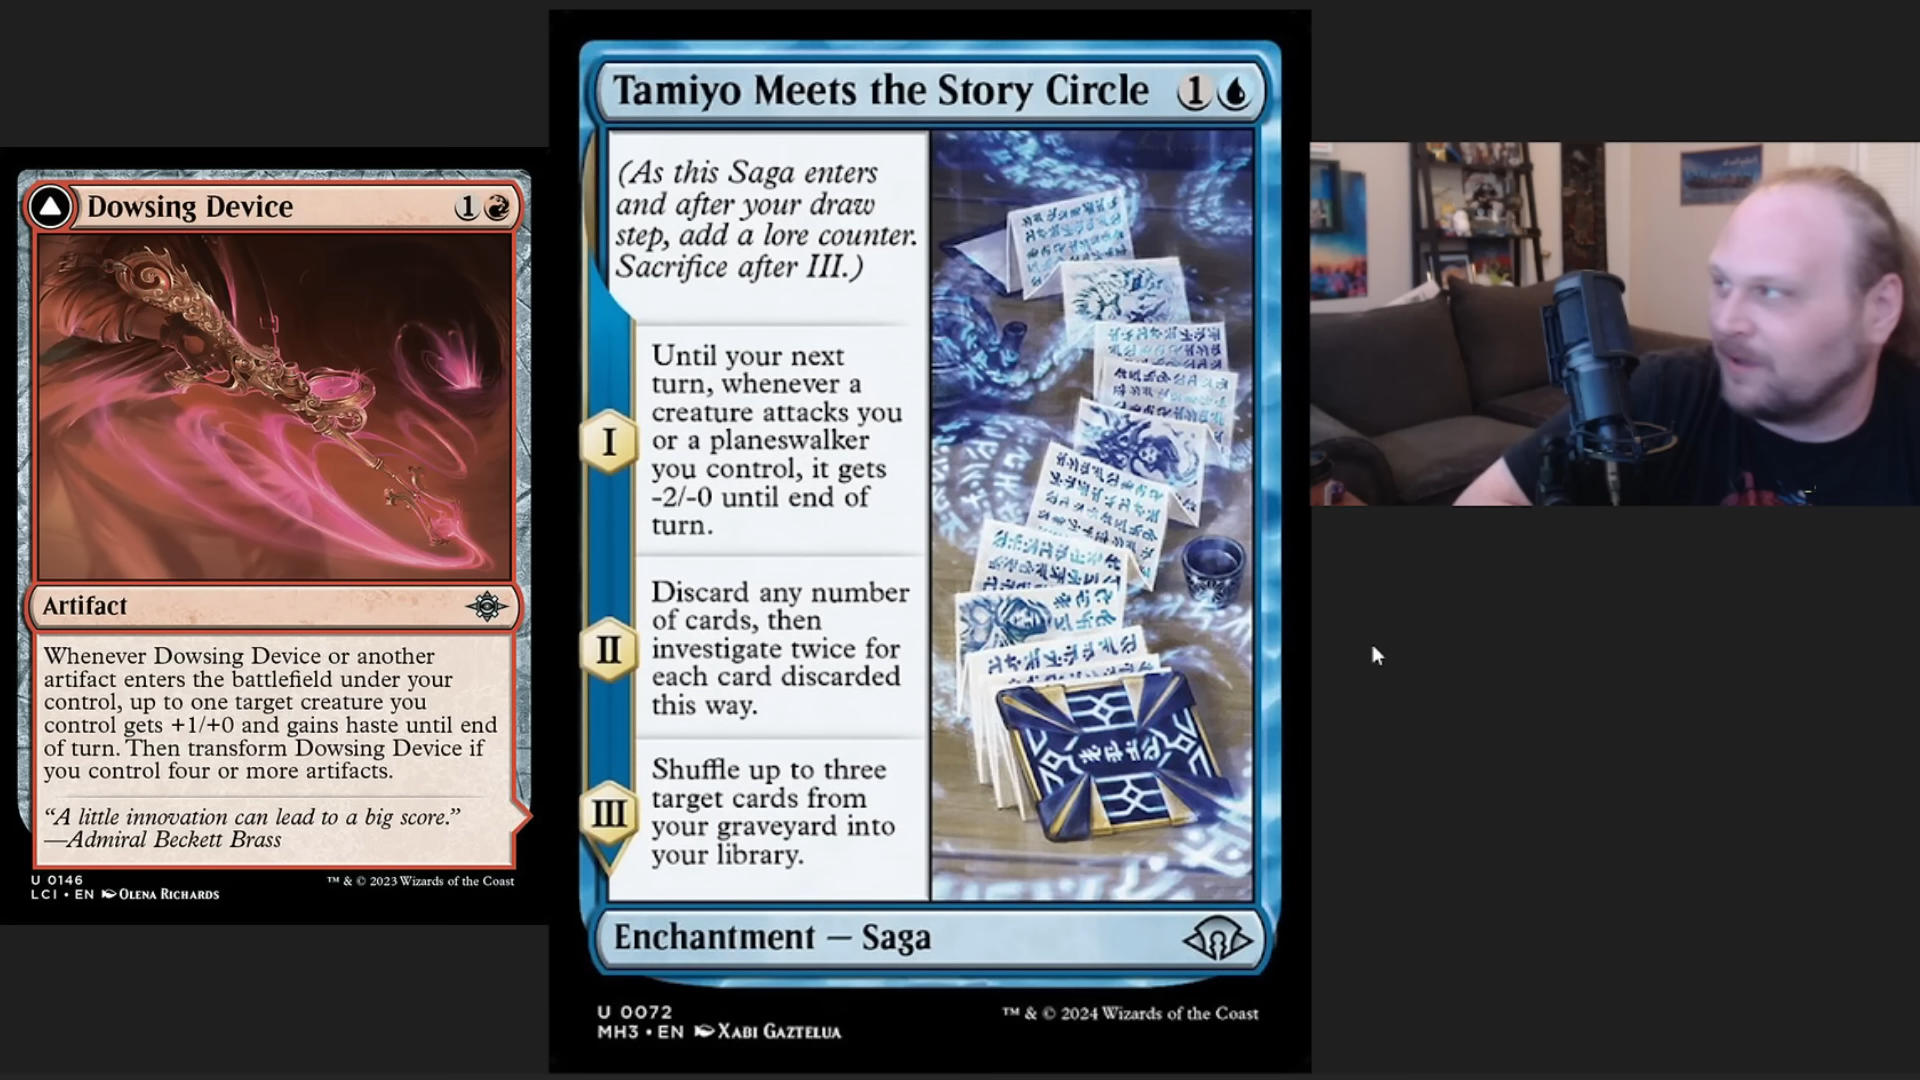 Dowsing Device 1
Artifact
Whenever Dowsing Device or another
artifact enters the battlefield under your
control, up to one target creature you
control gets +1/+0 and gains haste until end
of turn. Then transform Dowsing Device if
you control four or more artifacts.
“A little innovation can lead to a big score.”
—Admiral Beckett Brass
U 0146
LCI • EN Olena Richards
™ & © 2023 Wizards of the Coast
Tamiyo Meets the Story Circle 1
(As this Saga enters
and after your draw
step, add a lore counter.
Sacrifice after III.)
I
Until your next
turn, whenever a
creature attacks you
or a planeswalker
you control, it gets
-2/-0 until end of
turn.
II
Discard any number
of cards, then
investigate twice for
each card discarded
this way.
III
Shuffle up to three
target cards from
your graveyard into
your library.
Enchantment — Saga
U 0072
MH3 • EN Xabi Gaztelua
™ & © 2024 Wizards of the Coast